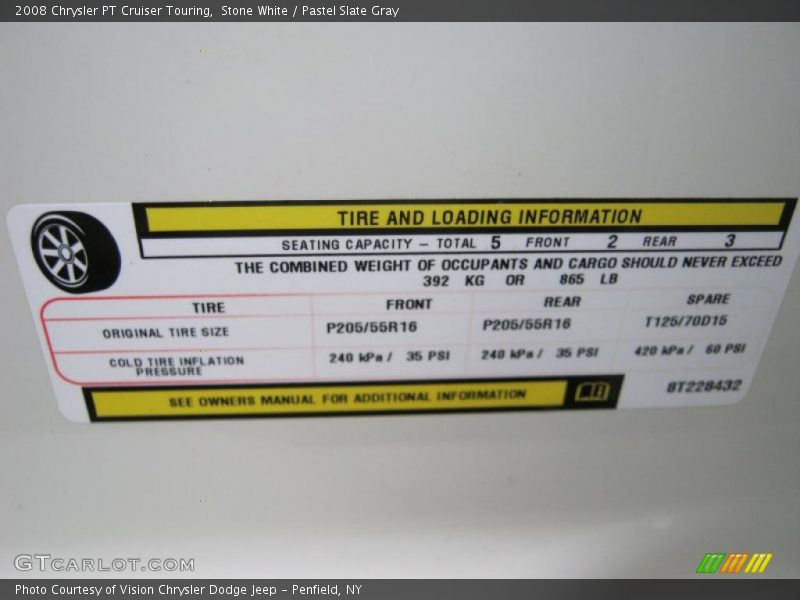 2008 Chrysler PT Cruiser Touring,  Stone White / Pastel Slate Gray
TIRE AND LOADING INFORMATION
SEATING CAPACITY – TOTAL 5 FRONT 2 REAR 3
THE COMBINED WEIGHT OF OCCUPANTS AND CARGO SHOULD NEVER EXCEED
392 KG OR 865 LB
TIRE FRONT REAR SPARE
ORIGINAL TIRE SIZE P205/55R16 P205/55R16 T125/70D15
COLD TIRE INFLATION PRESSURE 240 kPa / 35 PSI 240 kPa / 35 PSI 420 kPa / 60 PSI
SEE OWNERS MANUAL FOR ADDITIONAL INFORMATION
8T228432
GTCARLOT.COM
Photo Courtesy of Vision Chrysler Dodge Jeep – Penfield, NY